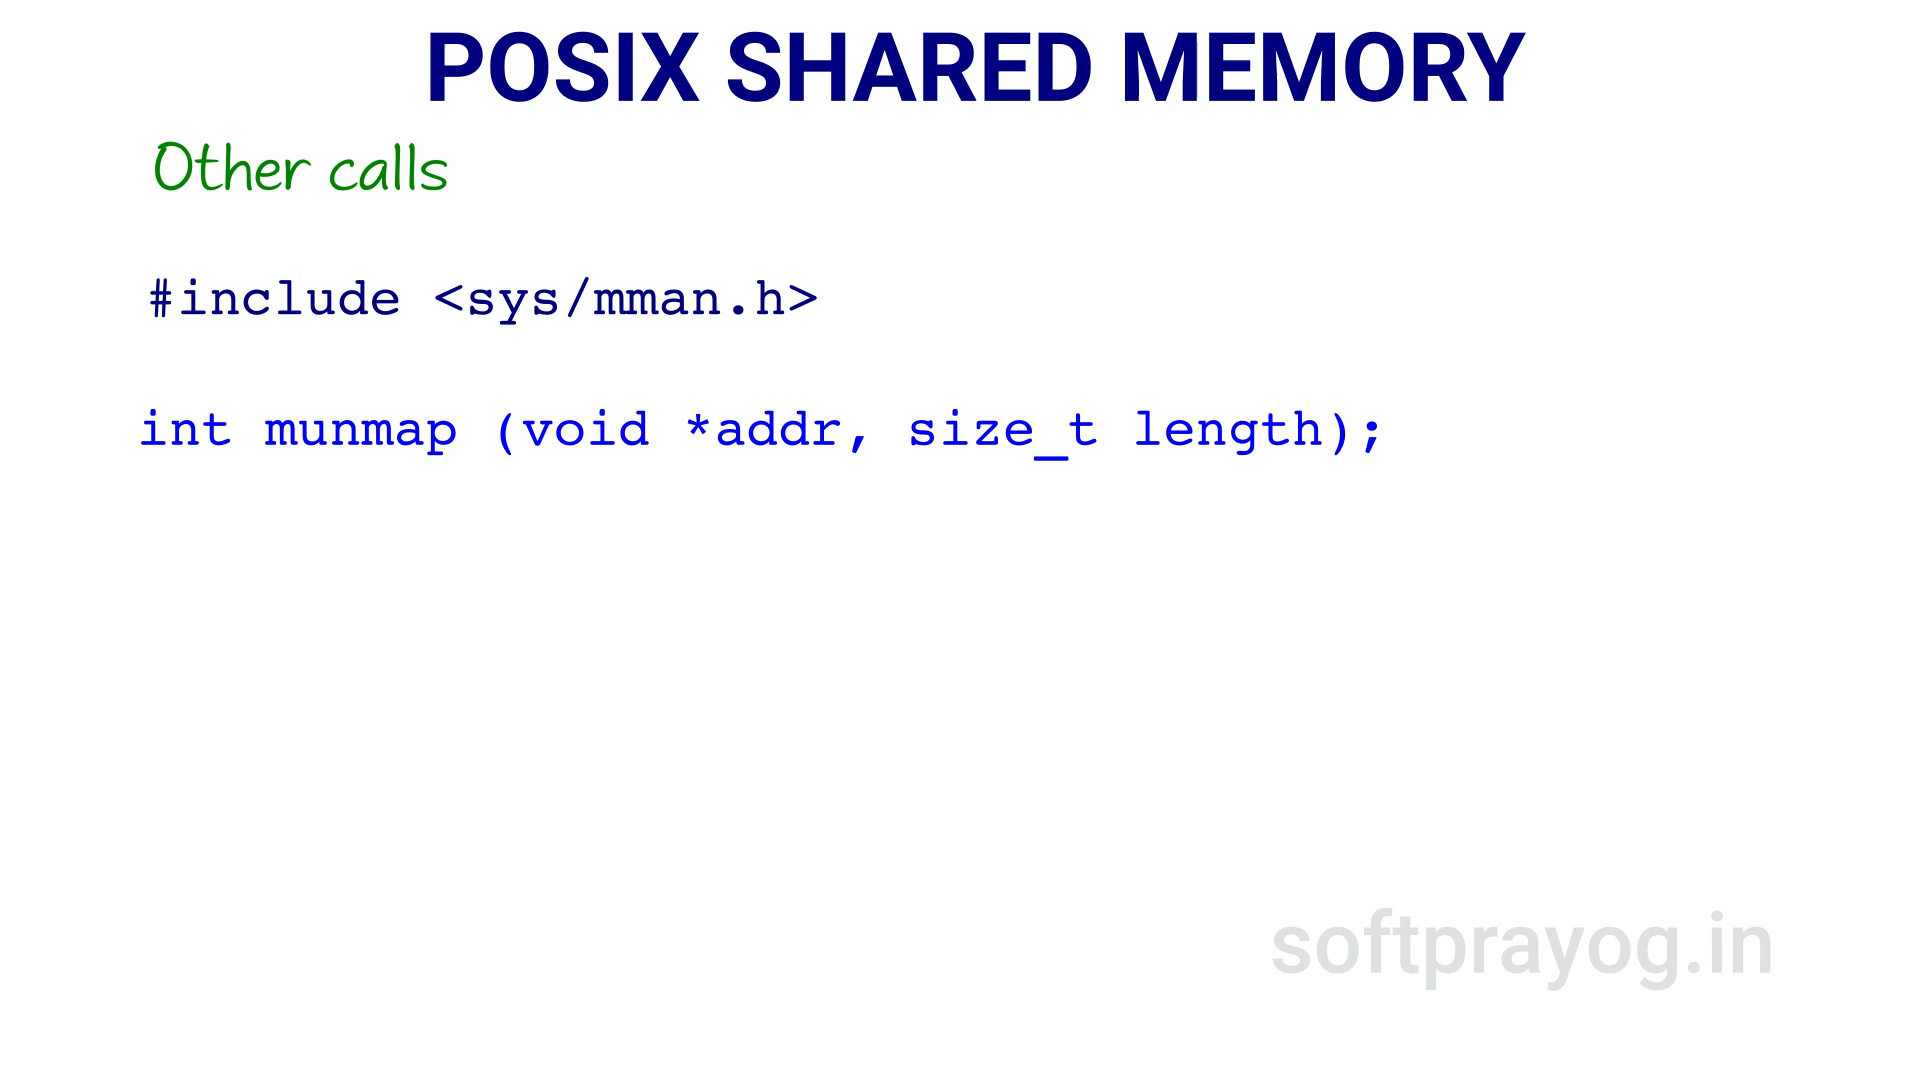 POSIX SHARED MEMORY
Other calls
#include <sys/mman.h>
int munmap (void *addr, size_t length);
softprayog.in